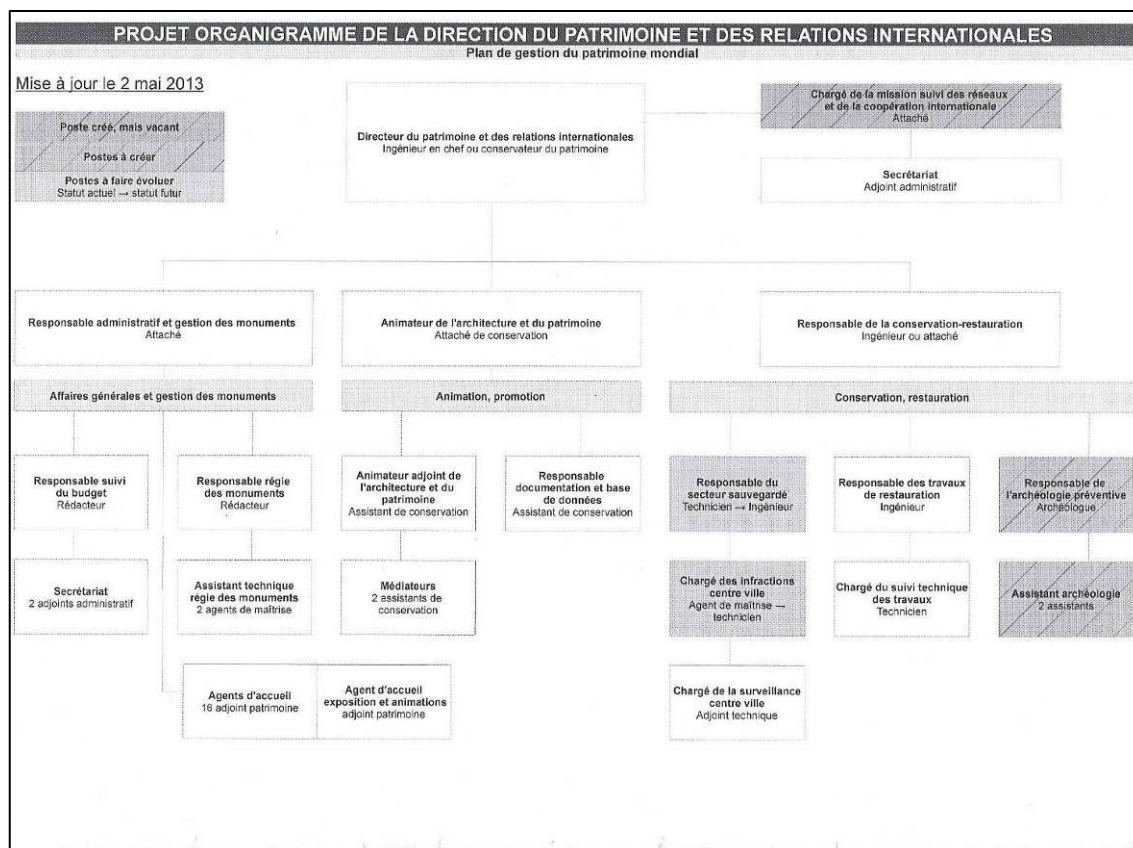 PROJET ORGANIGRAMME DE LA DIRECTION DU PATRIMOINE ET DES RELATIONS INTERNATIONALES
Plan de gestion du patrimoine mondial
Mise à jour le 2 mai 2013
Poste créé, mais vacant
Postes à créer
Postes à faire évoluer
Statut actuel → statut futur
Directeur du patrimoine et des relations internationales
Ingénieur en chef ou conservateur du patrimoine
Chargé de la mission suivi des réseaux
et de la coopération internationale
Attaché
Secrétariat
Adjoint administratif
Responsable administratif et gestion des monuments
Attaché
Animateur de l'architecture et du patrimoine
Attaché de conservation
Responsable de la conservation-restauration
Ingénieur ou attaché
Affaires générales et gestion des monuments
Animation, promotion
Conservation, restauration
Responsable suivi
du budget
Rédacteur
Responsable régie
des monuments
Rédacteur
Animateur adjoint de
l'architecture et du
patrimoine
Assistant de conservation
Responsable
documentation et base
de données
Assistant de conservation
Responsable du
secteur sauvegardé
Technicien → Ingénieur
Responsable des travaux
de restauration
Ingénieur
Responsable de
l'archéologie préventive
Archéologue
Secrétariat
2 adjoints administratif
Assistant technique
régie des monuments
2 agents de maîtrise
Médiateurs
2 assistants de
conservation
Chargé des infractions
centre ville
Agent de maîtrise →
technicien
Chargé du suivi technique
des travaux
Technicien
Assistant archéologie
2 assistants
Agents d'accueil
16 adjoint patrimoine
Agent d'accueil
exposition et animations
adjoint patrimoine
Chargé de la surveillance
centre ville
Adjoint technique